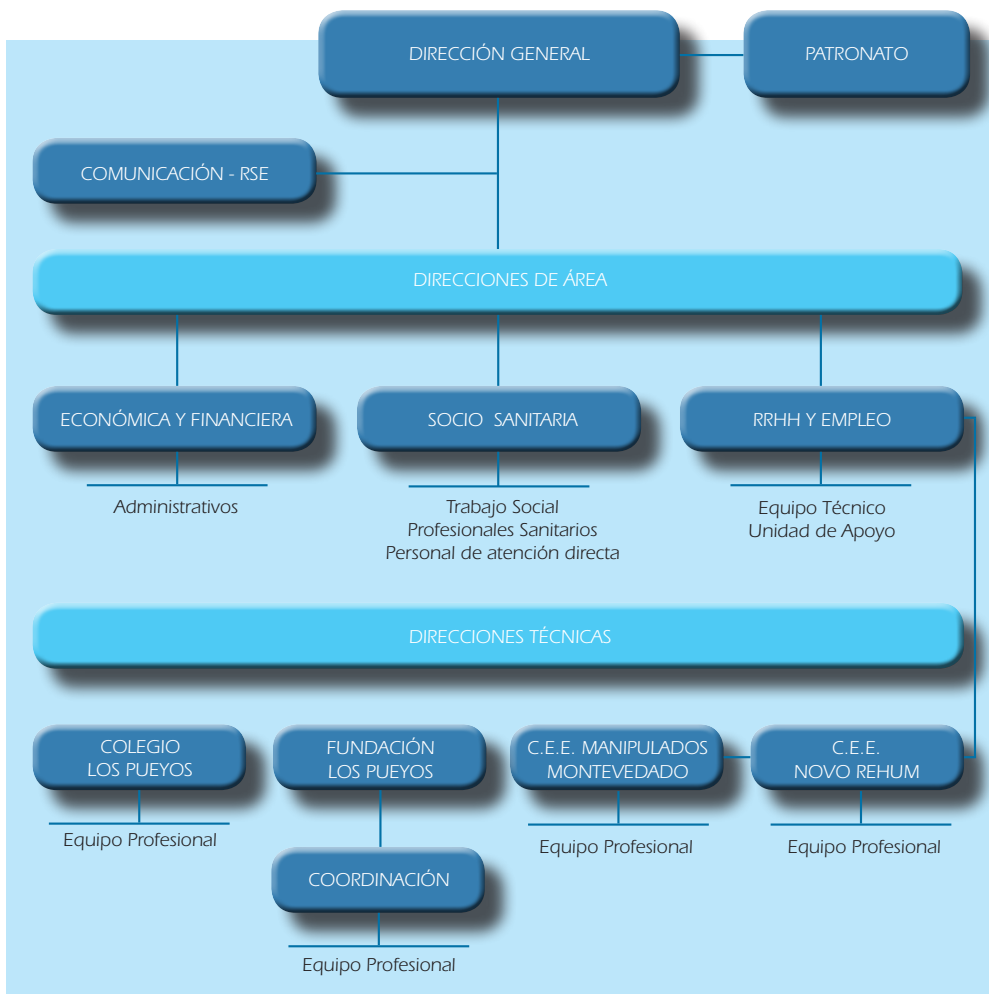 DIRECCIÓN GENERAL
PATRONATO
COMUNICACIÓN - RSE
DIRECCIONES DE ÁREA
ECONÓMICA Y FINANCIERA
SOCIO SANITARIA
RRHH Y EMPLEO
Administrativos
Trabajo Social
Profesionales Sanitarios
Personal de atención directa
Equipo Técnico
Unidad de Apoyo
DIRECCIONES TÉCNICAS
COLEGIO
LOS PUEYOS
FUNDACIÓN
LOS PUEYOS
C.E.E. MANIPULADOS
MONTEVEDADO
C.E.E.
NOVO REHUM
Equipo Profesional
Equipo Profesional
Equipo Profesional
COORDINACIÓN
Equipo Profesional